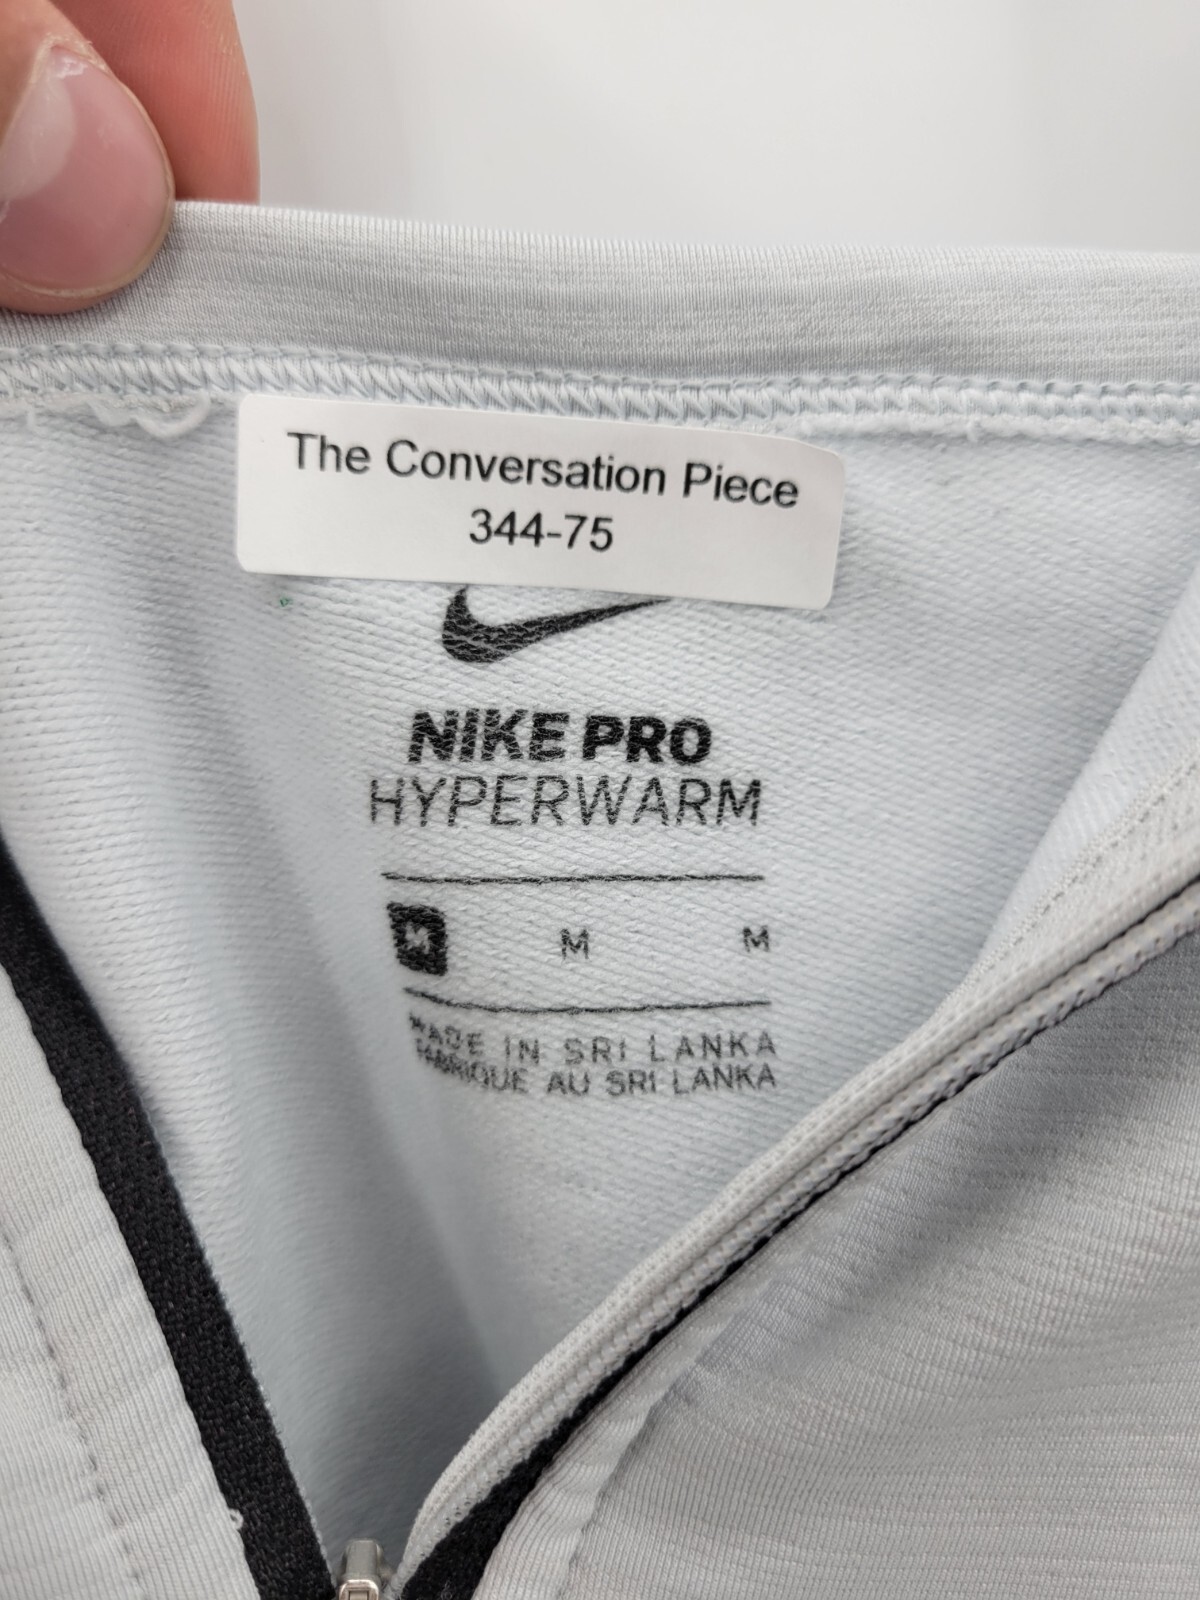 The Conversation Piece
344-75
NIKE PRO
HYPERWARM
M M M
MADE IN SRI LANKA
FABRIQUE AU SRI LANKA